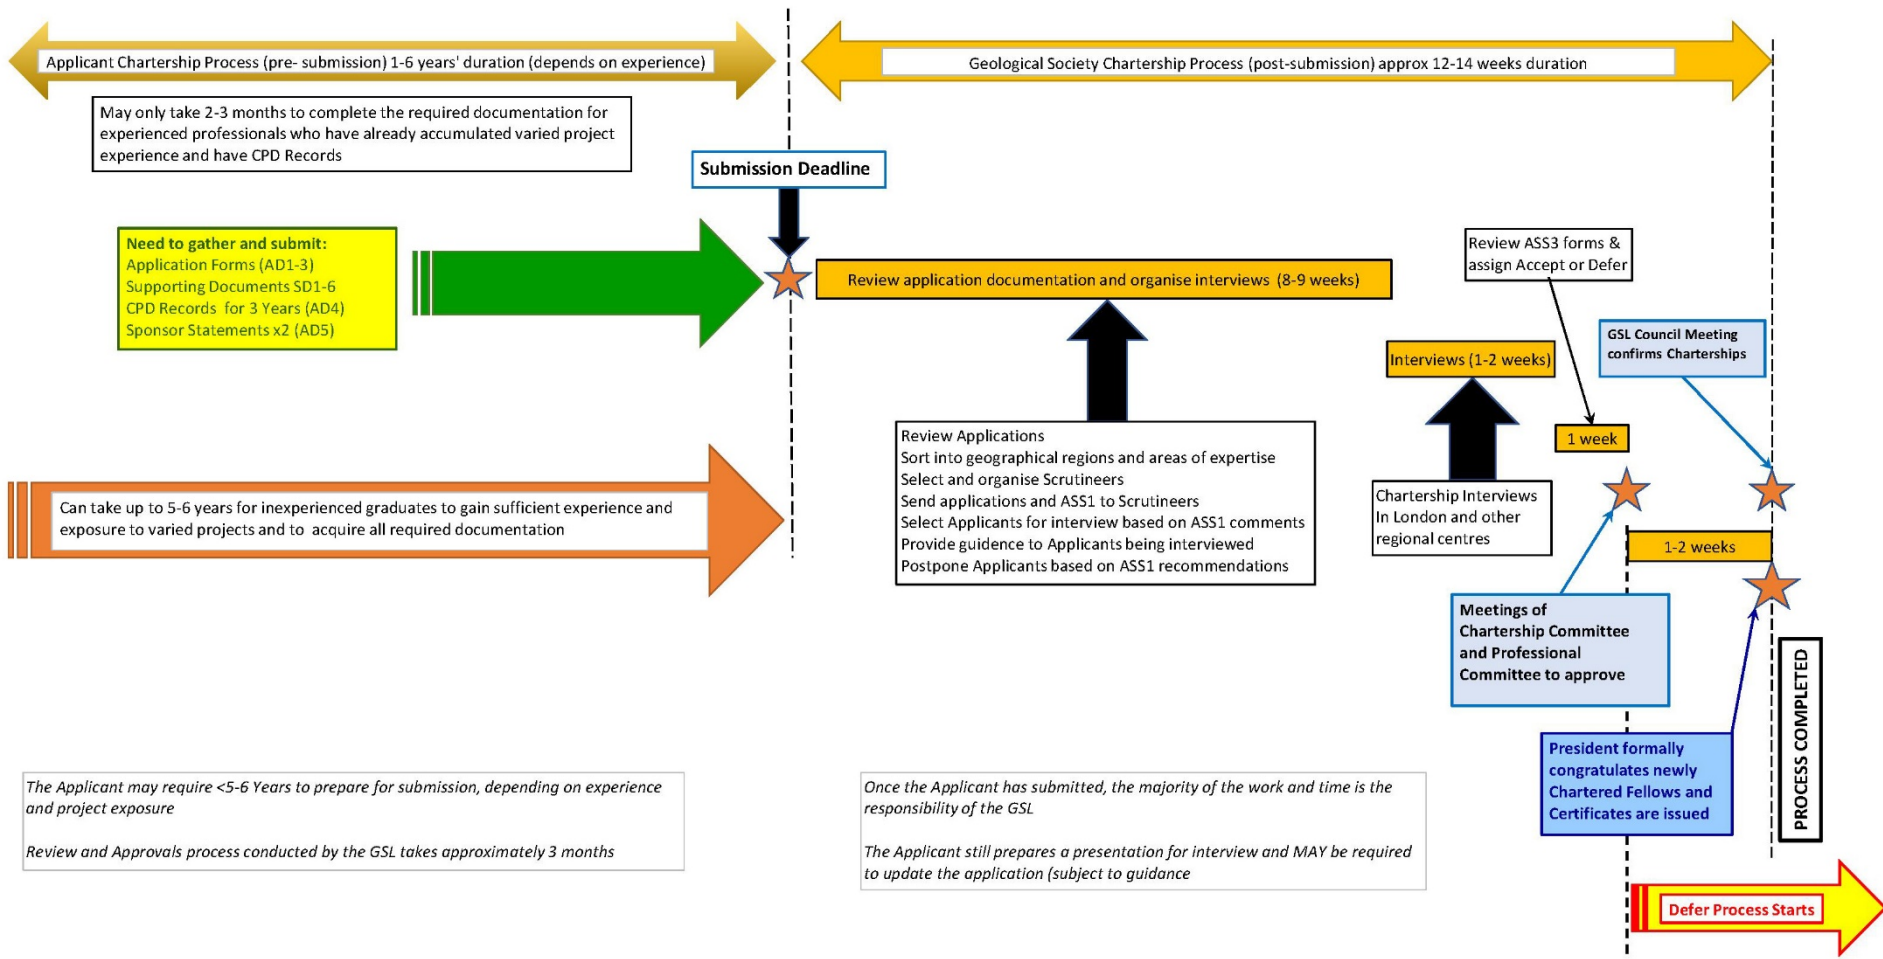 Applicant Chartership Process (pre- submission) 1-6 years' duration (depends on experience)
Geological Society Chartership Process (post-submission) approx 12-14 weeks duration
May only take 2-3 months to complete the required documentation for
experienced professionals who have already accumulated varied project
experience and have CPD Records
Submission Deadline
Need to gather and submit:
Application Forms (AD1-3)
Supporting Documents SD1-6
CPD Records for 3 Years (AD4)
Sponsor Statements x2 (AD5)
Review application documentation and organise interviews (8-9 weeks)
Review ASS3 forms &
assign Accept or Defer
GSL Council Meeting
confirms Charterships
Interviews (1-2 weeks)
1 week
Review Applications
Sort into geographical regions and areas of expertise
Select and organise Scrutineers
Send applications and ASS1 to Scrutineers
Select Applicants for interview based on ASS1 comments
Provide guidence to Applicants being interviewed
Postpone Applicants based on ASS1 recommendations
Chartership Interviews
In London and other
regional centres
Can take up to 5-6 years for inexperienced graduates to gain sufficient experience and
exposure to varied projects and to acquire all required documentation
1-2 weeks
Meetings of
Chartership Committee
and Professional
Committee to approve
President formally
congratulates newly
Chartered Fellows and
Certificates are issued
PROCESS COMPLETED
The Applicant may require <5-6 Years to prepare for submission, depending on experience
and project exposure
Review and Approvals process conducted by the GSL takes approximately 3 months
Once the Applicant has submitted, the majority of the work and time is the
responsibility of the GSL
The Applicant still prepares a presentation for interview and MAY be required
to update the application (subject to guidance
Defer Process Starts